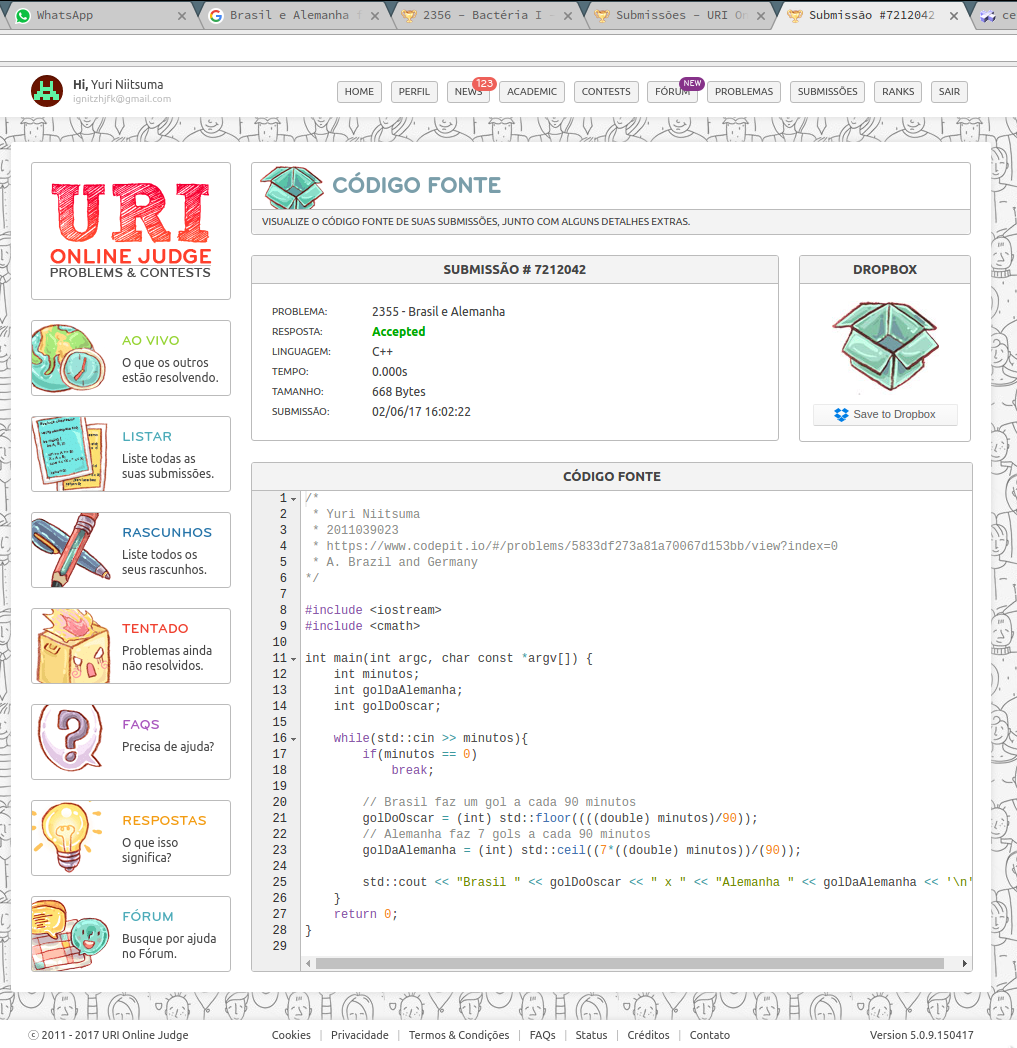 WhatsApp
Brasil e Alemanha
2356 - Bactéria I -
Submissões - URI On
Submissão #7212042
ce
Hi, Yuri Niitsuma
ignitzhjfk@gmail.com
HOME
PERFIL
NEWS
123
ACADEMIC
CONTESTS
FÓRUM
NEW
PROBLEMAS
SUBMISSÕES
RANKS
SAIR
URI
ONLINE JUDGE
PROBLEMS & CONTESTS
CÓDIGO FONTE
VISUALIZE O CÓDIGO FONTE DE SUAS SUBMISSÕES, JUNTO COM ALGUNS DETALHES EXTRAS.
AO VIVO
O que os outros
estão resolvendo.
LISTAR
Liste todas as
suas submissões.
RASCUNHOS
Liste todos os
seus rascunhos.
TENTADO
Problemas ainda
não resolvidos.
FAQS
Precisa de ajuda?
RESPOSTAS
O que isso
significa?
FÓRUM
Busque por ajuda
no Fórum.
SUBMISSÃO # 7212042
PROBLEMA: 2355 - Brasil e Alemanha
RESPOSTA: Accepted
LINGUAGEM: C++
TEMPO: 0.000s
TAMANHO: 668 Bytes
SUBMISSÃO: 02/06/17 16:02:22
DROPBOX
Save to Dropbox
CÓDIGO FONTE
1 /*
2 * Yuri Niitsuma
3 * 2011039023
4 * https://www.codepit.io/#/problems/5833df273a81a70067d153bb/view?index=0
5 * A. Brazil and Germany
6 */
7
8 #include <iostream>
9 #include <cmath>
10
11 int main(int argc, char const *argv[]) {
12 int minutos;
13 int golDaAlemanha;
14 int golDoOscar;
15
16 while(std::cin >> minutos){
17 if(minutos == 0)
18 break;
19
20 // Brasil faz um gol a cada 90 minutos
21 golDoOscar = (int) std::floor((((double) minutos)/90));
22 // Alemanha faz 7 gols a cada 90 minutos
23 golDaAlemanha = (int) std::ceil((7*((double) minutos))/(90));
24
25 std::cout << "Brasil " << golDoOscar << " x " << "Alemanha " << golDaAlemanha << '\n'
26 }
27 return 0;
28 }
29
© 2011 - 2017 URI Online Judge
Cookies | Privacidade | Termos & Condições | FAQs | Status | Créditos | Contato
Version 5.0.9.150417